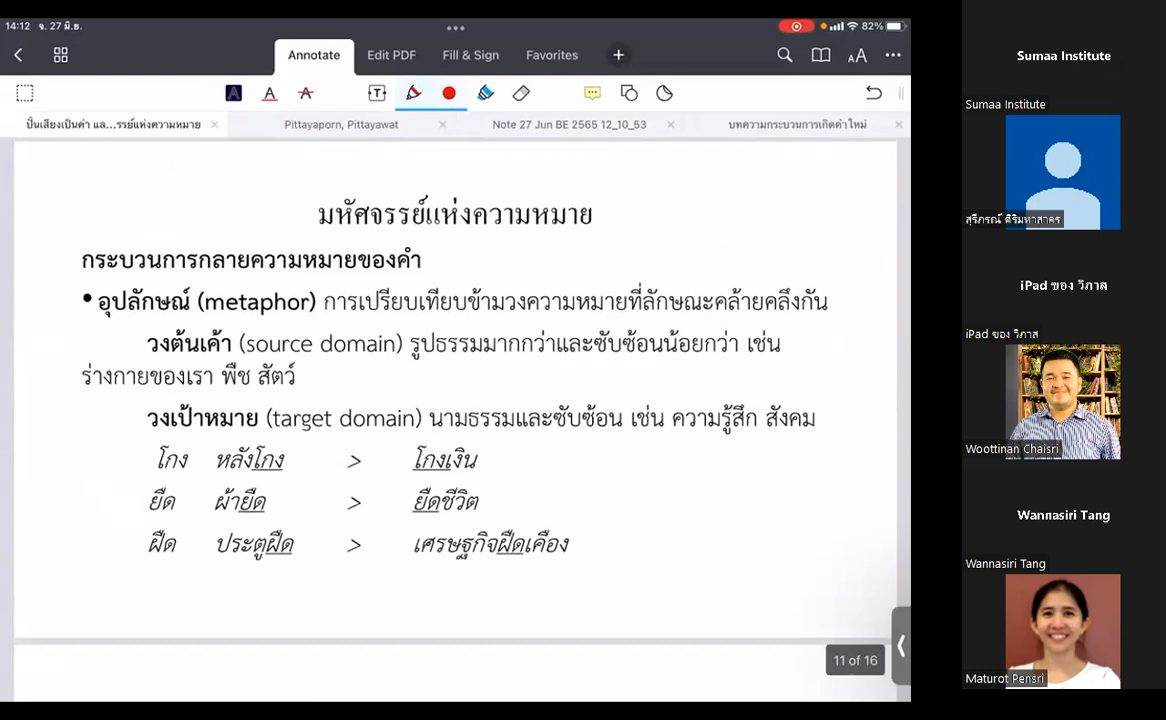 14:12 จ. 27 มิ.ย.
82%
Annotate Edit PDF Fill & Sign Favorites
ปั้นเสียงเป็นคำ แล...รรย์แห่งความหมาย
Pittayaporn, Pittayawat
Note 27 Jun BE 2565 12_10_53
บทความกระบวนการเกิดคำใหม่
มหัศจรรย์แห่งความหมาย
กระบวนการกลายความหมายของคำ
• อุปลักษณ์ (metaphor) การเปรียบเทียบข้ามวงความหมายที่ลักษณะคล้ายคลึงกัน
วงต้นเค้า (source domain) รูปธรรมมากกว่าและซับซ้อนน้อยกว่า เช่น
ร่างกายของเรา พืช สัตว์
วงเป้าหมาย (target domain) นามธรรมและซับซ้อน เช่น ความรู้สึก สังคม
โกง หลังโกง > โกงเงิน
ยืด ผ้ายืด > ยืดชีวิต
ฝืด ประตูฝืด > เศรษฐกิจฝืดเคือง
11 of 16
Sumaa Institute
Sumaa Institute
สุรีภรณ์ ศิริมหาสาคร
iPad ของ วิภาส
iPad ของ วิภาส
Woottinan Chaisri
Wannasiri Tang
Wannasiri Tang
Maturot Pensri